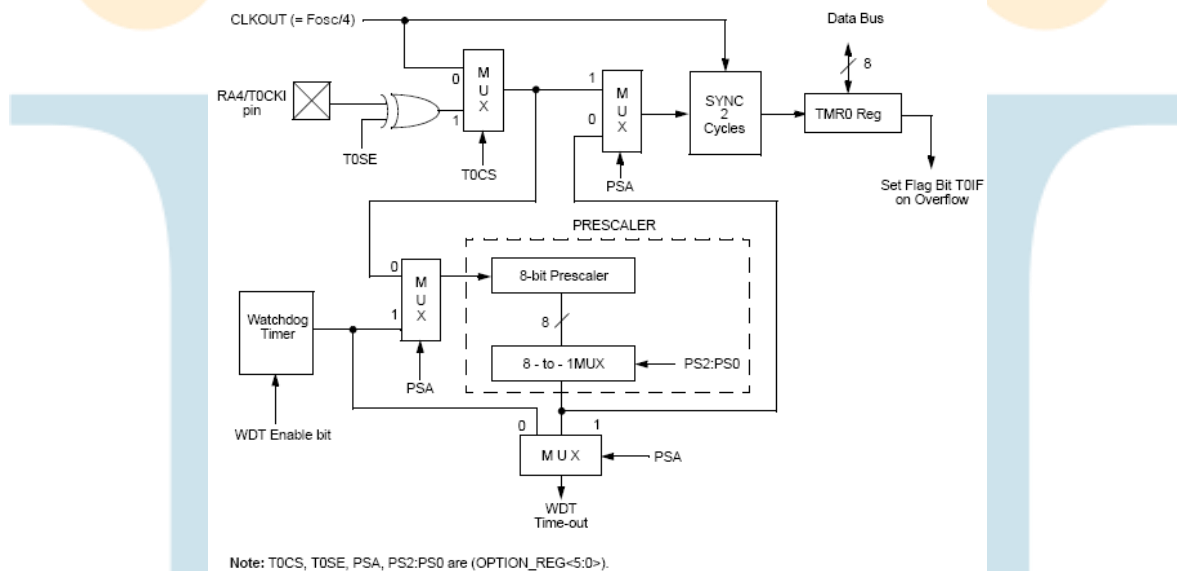 CLKOUT (= Fosc/4)
Data Bus
8
RA4/T0CKI
pin
T0SE
0
1
M
U
X
T0CS
1
0
M
U
X
PSA
SYNC
2
Cycles
TMR0 Reg
Set Flag Bit T0IF
on Overflow
PRESCALER
0
1
M
U
X
PSA
8-bit Prescaler
8
8 - to - 1MUX
PS2:PS0
Watchdog
Timer
WDT Enable bit
0
1
M U X
PSA
WDT
Time-out
Note: T0CS, T0SE, PSA, PS2:PS0 are (OPTION_REG<5:0>).